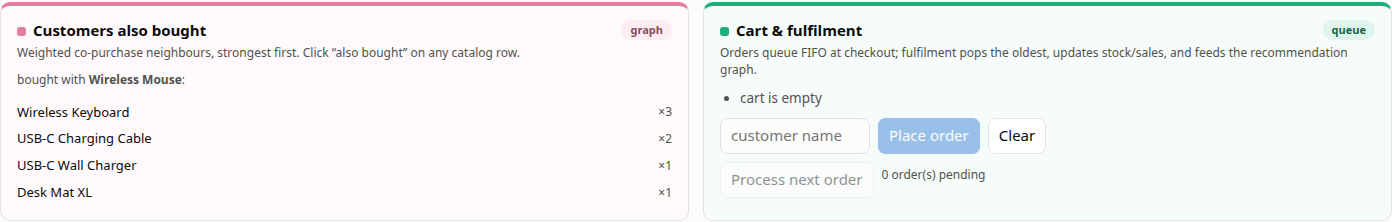 Customers also bought
graph
Weighted co-purchase neighbours, strongest first. Click “also bought” on any catalog row.
bought with Wireless Mouse:
Wireless Keyboard ×3
USB-C Charging Cable ×2
USB-C Wall Charger ×1
Desk Mat XL ×1
Cart & fulfilment
queue
Orders queue FIFO at checkout; fulfilment pops the oldest, updates stock/sales, and feeds the recommendation
graph.
• cart is empty
customer name Place order Clear
Process next order 0 order(s) pending